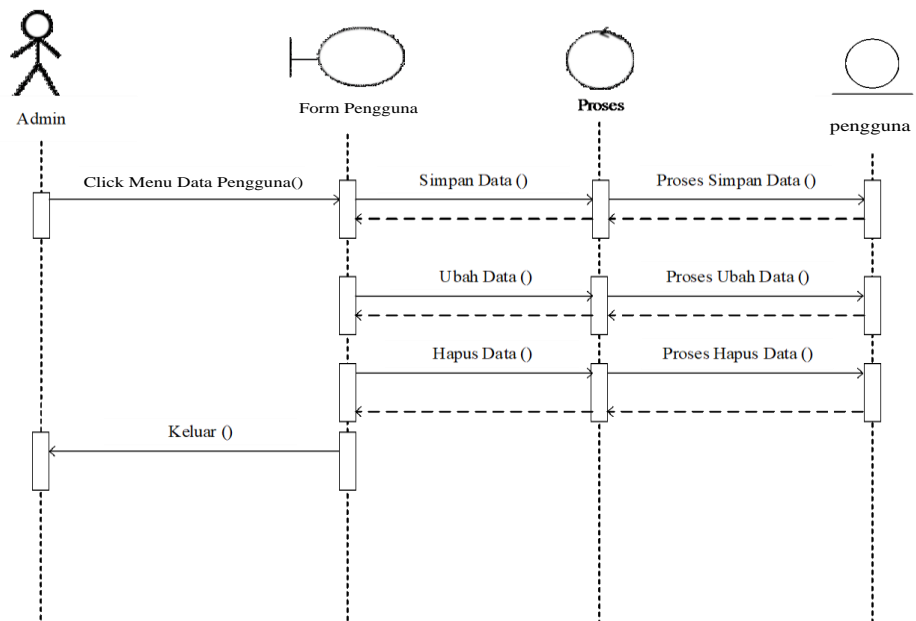 Admin
Form Pengguna
Proses
pengguna
Click Menu Data Pengguna()
Simpan Data ()
Proses Simpan Data ()
Ubah Data ()
Proses Ubah Data ()
Hapus Data ()
Proses Hapus Data ()
Keluar ()